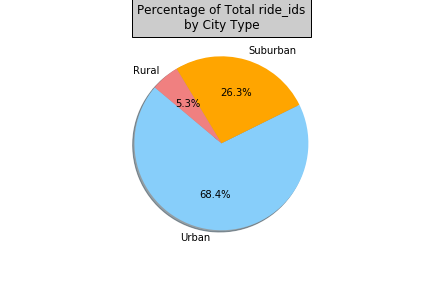 Percentage of Total ride_ids
by City Type
Suburban
Rural
26.3%
5.3%
68.4%
Urban